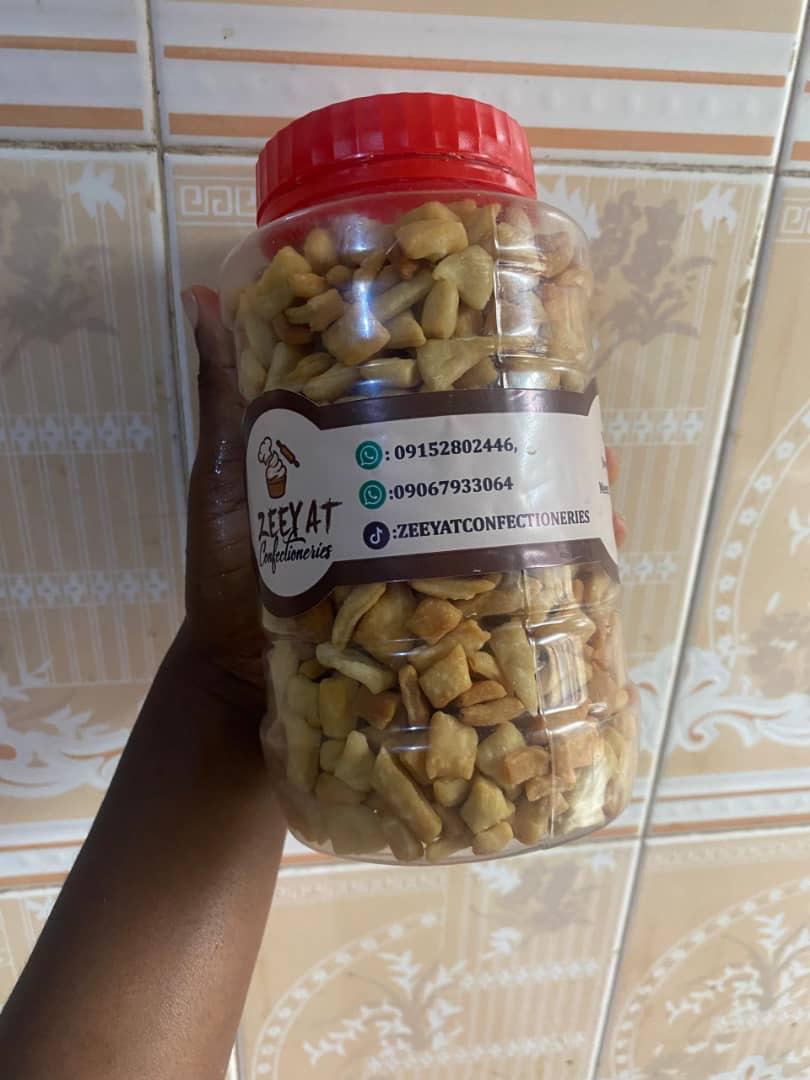 ZEEYAT
Confectioneries
: 09152802446,
:09067933064
:ZEEYATCONFECTIONERIES